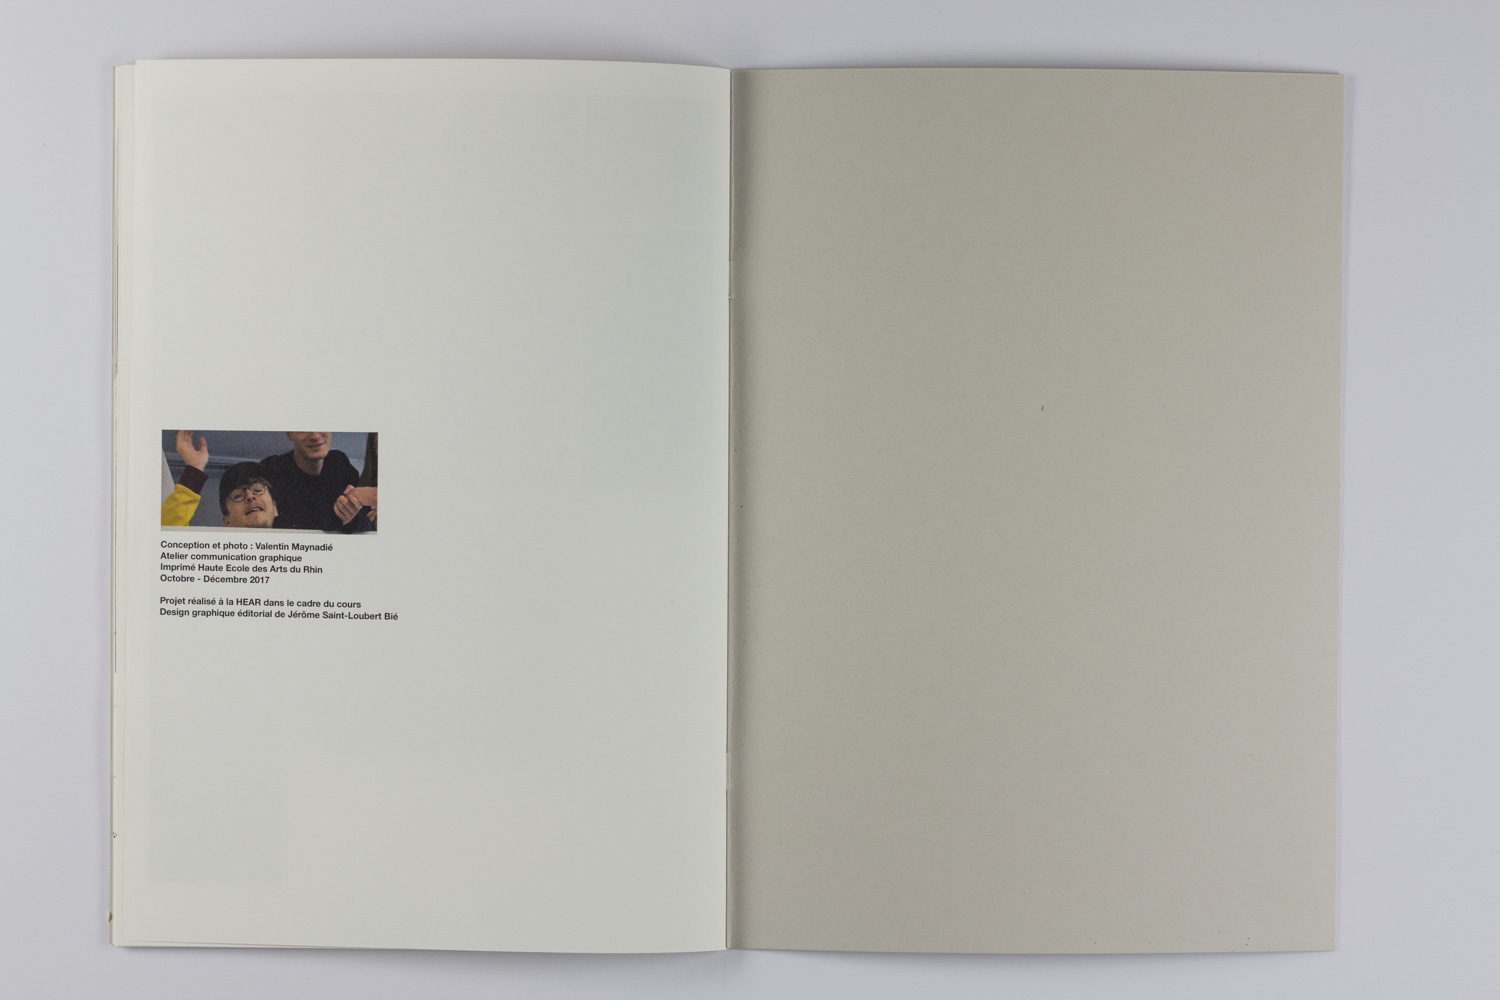 Conception et photo : Valentin Maynadié
Atelier communication graphique
Imprimé Haute Ecole des Arts du Rhin
Octobre - Décembre 2017
Projet réalisé à la HEAR dans le cadre du cours
Design graphique éditorial de Jérôme Saint-Loubert Bié